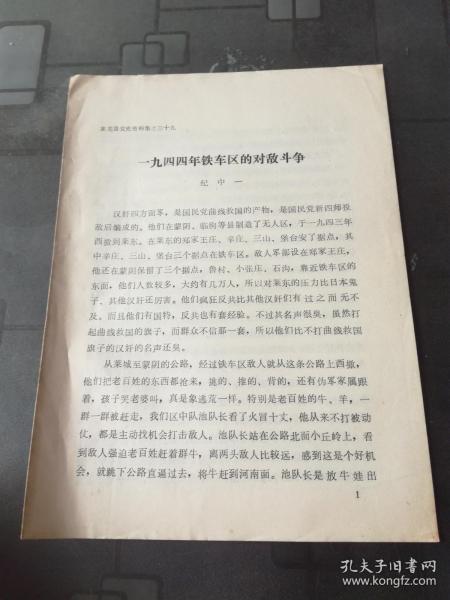 莱芜县党史资料集之三十九
一九四四年铁车区的对敌斗争
纪中一
汉奸四方面军，是国民党曲线救国的产物，是国民党新四师投
敌后编成的。他们在蒙阴、临朐等县制造了无人区，于一九四三年
西撤到莱东。在莱东的郑家王庄、辛庄、三山、堡台安了据点，其
中辛庄、三山、堡台三个据点在铁车区，敌人军部设在郑家王庄，
他还在蒙阴保留了三个据点，鲁村、小张庄、石沟，靠近铁车区的
东面，他们人数较多，大约有几万人，所以对莱东的压力比日本鬼
子、其他汉奸还厉害。他们疯狂反共比其他汉奸们有过之而无不
及。而且他们有国特，反共也有套经验。不过其名声很臭，虽然打
起曲线救国的旗子，而群众不信那一套，所以他们比不打曲线救国
旗子的汉奸的名声还臭。
从莱城至蒙阴的公路，经过铁车区敌人就从这条公路上西撤，
他们把老百姓的东西都沧来，挑的、推的、背的，还有伪军家属跟
着，孩子哭老婆叫，真是象逃荒一样。特别是老百姓的牛、羊，一
群一群被赶走，我们区中队池队长看了火冒十丈，他从来不打被动
仗，都是主动找机会打击敌人。池队长站在公路北面小丘岭上，看
到敌人强迫老百姓赶着群牛，离两头敌人比较远，感到这是个好机
会，就跳下公路直逼过去，将牛赶到河南面。池队长是放牛娃出
1
孔夫子旧书网
www.kongfz.com